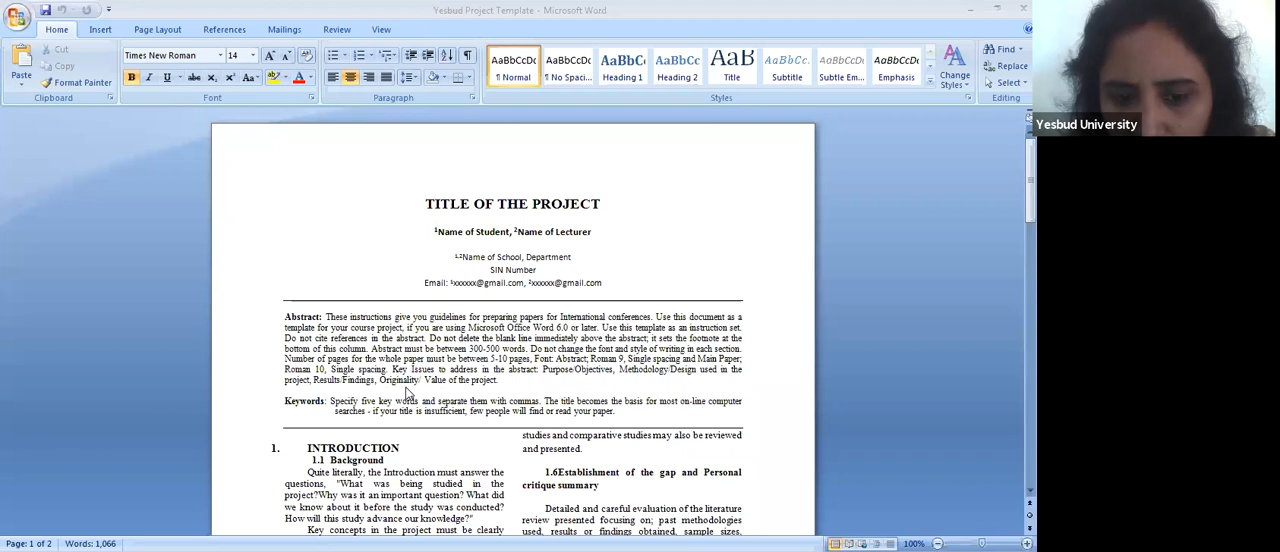 Yesbud Project Template - Microsoft Word
Home Insert Page Layout References Mailings Review View
Cut
Copy
Format Painter
Paste
Clipboard
Times New Roman 14
Font
Paragraph
AaBbCcDc AaBbCcDc AaBbC AaBbCc AaB AaBbCc. AaBbCcDc AaBbCcDc
¶ Normal ¶ No Spaci... Heading 1 Heading 2 Title Subtitle Subtle Em... Emphasis
Change
Styles
Styles
Find
Replace
Select
Editing
Yesbud University
TITLE OF THE PROJECT
¹Name of Student, ²Name of Lecturer
¹,²Name of School, Department
SIN Number
Email: ¹xxxxxx@gmail.com, ²xxxxxx@gmail.com
Abstract: These instructions give you guidelines for preparing papers for International conferences. Use this document as a
template for your course project, if you are using Microsoft Office Word 6.0 or later. Use this template as an instruction set.
Do not cite references in the abstract. Do not delete the blank line immediately above the abstract; it sets the footnote at the
bottom of this column. Abstract must be between 300-500 words. Do not change the font and style of writing in each section.
Number of pages for the whole paper must be between 5-10 pages, Font: Abstract; Roman 9, Single spacing and Main Paper;
Roman 10, Single spacing. Key Issues to address in the abstract: Purpose/Objectives, Methodology/Design used in the
project, Results/Findings, Originality/ Value of the project.
Keywords: Specify five key words and separate them with commas. The title becomes the basis for most on-line computer
searches - if your title is insufficient, few people will find or read your paper.
1. INTRODUCTION
1.1 Background
Quite literally, the Introduction must answer the
questions, "What was being studied in the
project?Why was it an important question? What did
we know about it before the study was conducted?
How will this study advance our knowledge?"
Key concepts in the project must be clearly
studies and comparative studies may also be reviewed
and presented.
1.6Establishment of the gap and Personal
critique summary
Detailed and careful evaluation of the literature
review presented focusing on; past methodologies
used, results or findings obtained, sample sizes,
Page: 1 of 2 Words: 1,066 100%